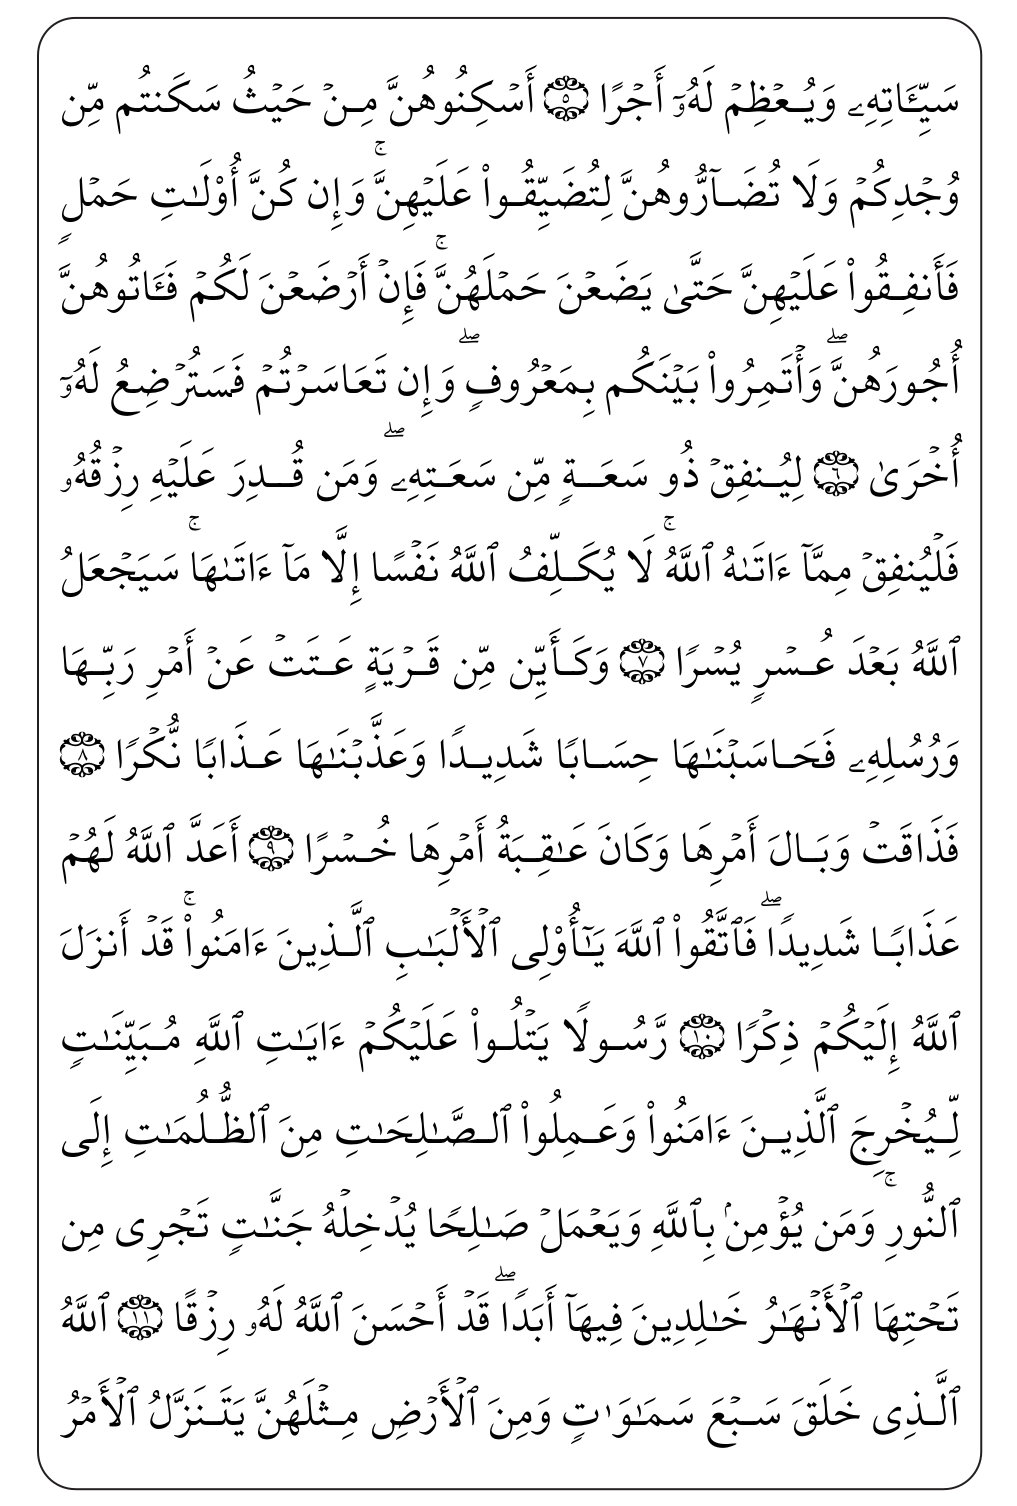 سَيِّـَٔاتِهِۦ وَيُعۡظِمۡ لَهُۥٓ أَجۡرًا ٥ أَسۡكِنُوهُنَّ مِنۡ حَيۡثُ سَكَنتُم مِّن
وُجۡدِكُمۡ وَلَا تُضَآرُّوهُنَّ لِتُضَيِّقُواْ عَلَيۡهِنَّۚ وَإِن كُنَّ أُوْلَٰتِ حَمۡلٖ
فَأَنفِقُواْ عَلَيۡهِنَّ حَتَّىٰ يَضَعۡنَ حَمۡلَهُنَّۚ فَإِنۡ أَرۡضَعۡنَ لَكُمۡ فَـَٔاتُوهُنَّ
أُجُورَهُنَّۖ وَأۡتَمِرُواْ بَيۡنَكُم بِمَعۡرُوفٖۖ وَإِن تَعَاسَرۡتُمۡ فَسَتُرۡضِعُ لَهُۥٓ
أُخۡرَىٰ ٦ لِيُنفِقۡ ذُو سَعَةٖ مِّن سَعَتِهِۦۖ وَمَن قُدِرَ عَلَيۡهِ رِزۡقُهُۥ
فَلۡيُنفِقۡ مِمَّآ ءَاتَىٰهُ ٱللَّهُۚ لَا يُكَلِّفُ ٱللَّهُ نَفۡسًا إِلَّا مَآ ءَاتَىٰهَاۚ سَيَجۡعَلُ
ٱللَّهُ بَعۡدَ عُسۡرٖ يُسۡرٗا ٧ وَكَأَيِّن مِّن قَرۡيَةٍ عَتَتۡ عَنۡ أَمۡرِ رَبِّهَا
وَرُسُلِهِۦ فَحَاسَبۡنَٰهَا حِسَابٗا شَدِيدٗا وَعَذَّبۡنَٰهَا عَذَابٗا نُّكۡرٗا ٨
فَذَاقَتۡ وَبَالَ أَمۡرِهَا وَكَانَ عَٰقِبَةُ أَمۡرِهَا خُسۡرًا ٩ أَعَدَّ ٱللَّهُ لَهُمۡ
عَذَابٗا شَدِيدٗاۖ فَٱتَّقُواْ ٱللَّهَ يَٰٓأُوْلِي ٱلۡأَلۡبَٰبِ ٱلَّذِينَ ءَامَنُواْۚ قَدۡ أَنزَلَ
ٱللَّهُ إِلَيۡكُمۡ ذِكۡرٗا ١٠ رَّسُولٗا يَتۡلُواْ عَلَيۡكُمۡ ءَايَٰتِ ٱللَّهِ مُبَيِّنَٰتٖ
لِّيُخۡرِجَ ٱلَّذِينَ ءَامَنُواْ وَعَمِلُواْ ٱلصَّٰلِحَٰتِ مِنَ ٱلظُّلُمَٰتِ إِلَى
ٱلنُّورِۚ وَمَن يُؤۡمِنۢ بِٱللَّهِ وَيَعۡمَلۡ صَٰلِحٗا يُدۡخِلۡهُ جَنَّٰتٖ تَجۡرِي مِن
تَحۡتِهَا ٱلۡأَنۡهَٰرُ خَٰلِدِينَ فِيهَآ أَبَدٗاۖ قَدۡ أَحۡسَنَ ٱللَّهُ لَهُۥ رِزۡقًا ١١ ٱللَّهُ
ٱلَّذِي خَلَقَ سَبۡعَ سَمَٰوَٰتٖ وَمِنَ ٱلۡأَرۡضِ مِثۡلَهُنَّ يَتَنَزَّلُ ٱلۡأَمۡرُ